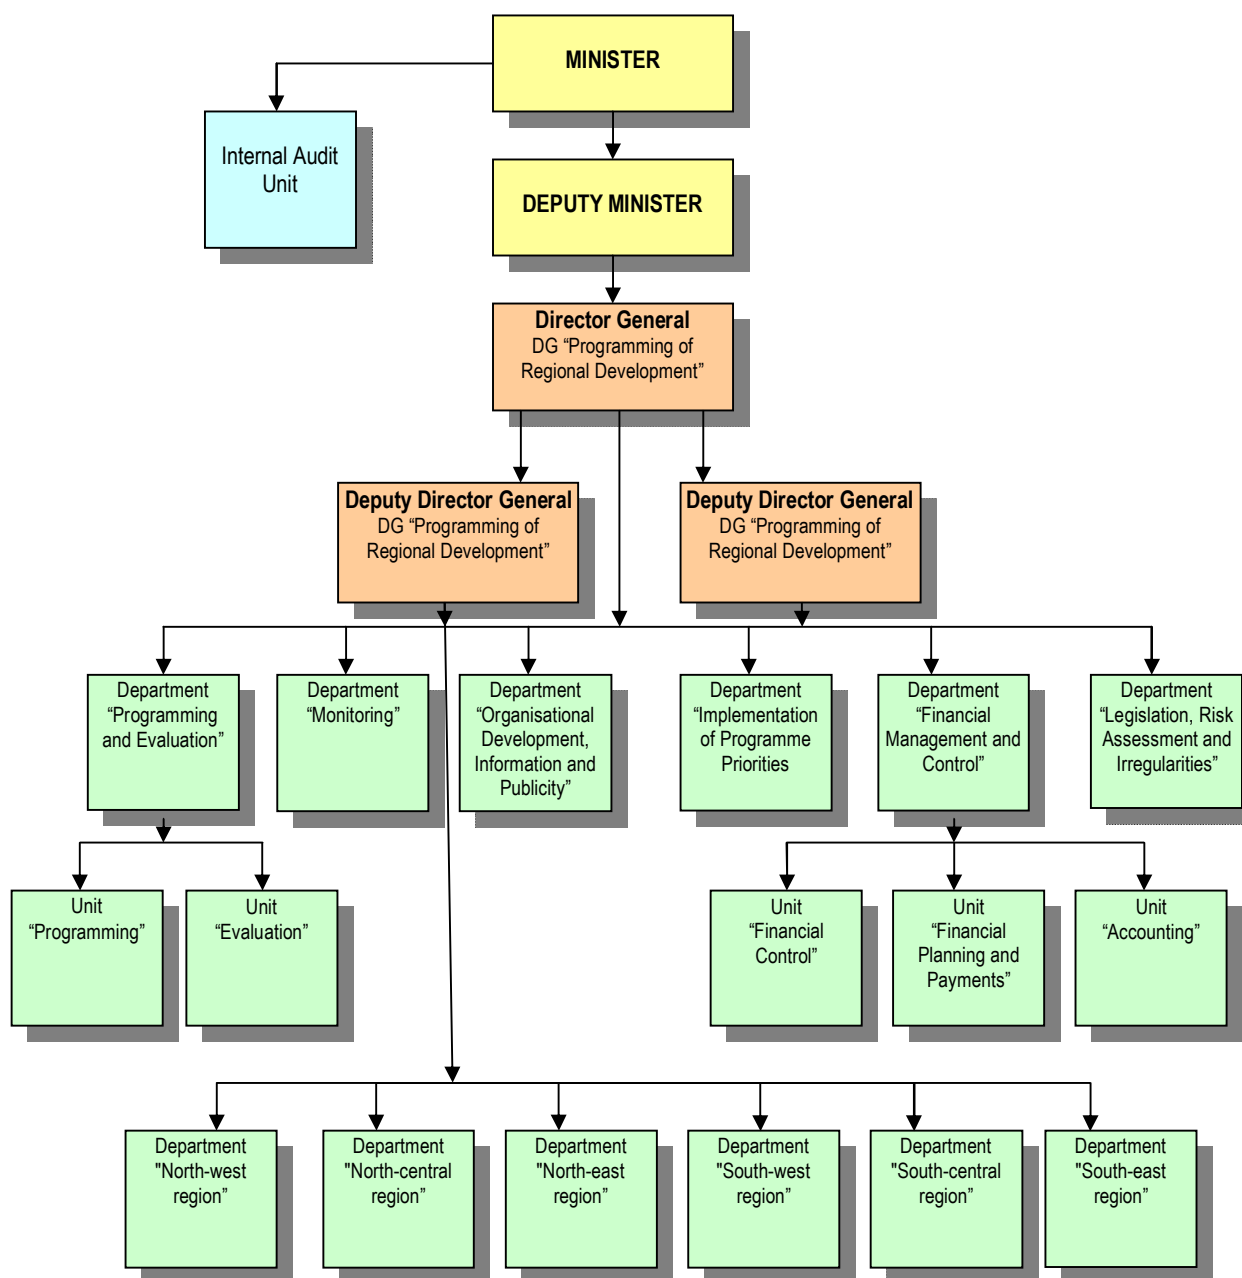 MINISTER
Internal Audit
Unit
DEPUTY MINISTER
Director General
DG “Programming of
Regional Development”
Deputy Director General
DG “Programming of
Regional Development”
Deputy Director General
DG “Programming of
Regional Development”
Department
“Programming
and Evaluation”
Department
“Monitoring”
Department
“Organisational
Development,
Information and
Publicity”
Department
“Implementation
of Programme
Priorities
Department
“Financial
Management and
Control”
Department
“Legislation, Risk
Assessment and
Irregularities”
Unit
“Programming”
Unit
“Evaluation”
Unit
“Financial
Control”
Unit
“Financial
Planning and
Payments”
Unit
“Accounting”
Department
"North-west
region”
Department
"North-central
region”
Department
"North-east
region”
Department
"South-west
region”
Department
"South-central
region”
Department
"South-east
region”